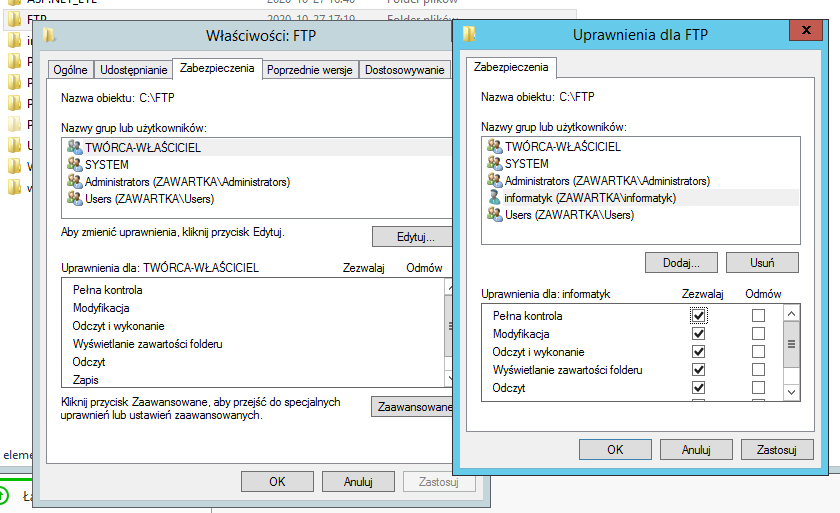 ASP.NET_ETE
2020-10-27 16:40
Folder plików
FTP
2020-10-27 17:19
Folder plików
Właściwości: FTP
Ogólne
Udostępnianie
Zabezpieczenia
Poprzednie wersje
Dostosowywanie
Nazwa obiektu: C:\FTP
Nazwy grup lub użytkowników:
TWÓRCA-WŁAŚCICIEL
SYSTEM
Administrators (ZAWARTKA\Administrators)
Users (ZAWARTKA\Users)
Aby zmienić uprawnienia, kliknij przycisk Edytuj.
Edytuj...
Uprawnienia dla: TWÓRCA-WŁAŚCICIEL
Zezwalaj
Odmów
Pełna kontrola
Modyfikacja
Odczyt i wykonanie
Wyświetlanie zawartości folderu
Odczyt
Zapis
Kliknij przycisk Zaawansowane, aby przejść do specjalnych
uprawnień lub ustawień zaawansowanych.
Zaawansowane
OK
Anuluj
Zastosuj
Uprawnienia dla FTP
x
Zabezpieczenia
Nazwa obiektu: C:\FTP
Nazwy grup lub użytkowników:
TWÓRCA-WŁAŚCICIEL
SYSTEM
Administrators (ZAWARTKA\Administrators)
informatyk (ZAWARTKA\informatyk)
Users (ZAWARTKA\Users)
Dodaj...
Usuń
Uprawnienia dla: informatyk
Zezwalaj
Odmów
Pełna kontrola
Modyfikacja
Odczyt i wykonanie
Wyświetlanie zawartości folderu
Odczyt
OK
Anuluj
Zastosuj
eleme